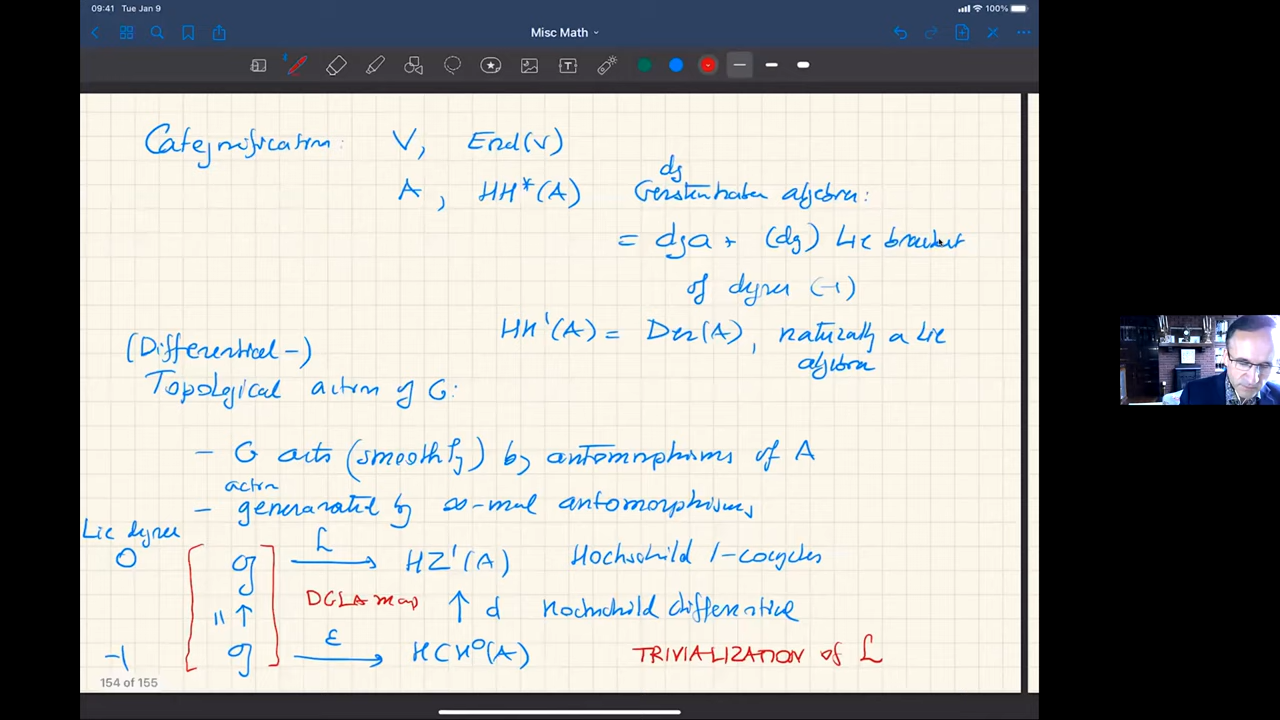 09:41 Tue Jan 9
100%
Misc Math
Categorification: V, End(V)
A, HH*(A) dg Gerstenhaber algebra:
= dga + (dg) Lie bracket
of degree (-1)
HH¹(A) = Der(A), naturally a Lie
algebra
(Differential-)
Topological action of G:
- G acts (smoothly) by automorphisms of A
- action generated by ∞-mal automorphisms
Lie degree
0 g →L HZ¹(A) Hochschild 1-cocycles
|| ↑ DGLA map ↑ d Hochschild differential
-1 g →ε HCH⁰(A) TRIVIALIZATION of L
154 of 155